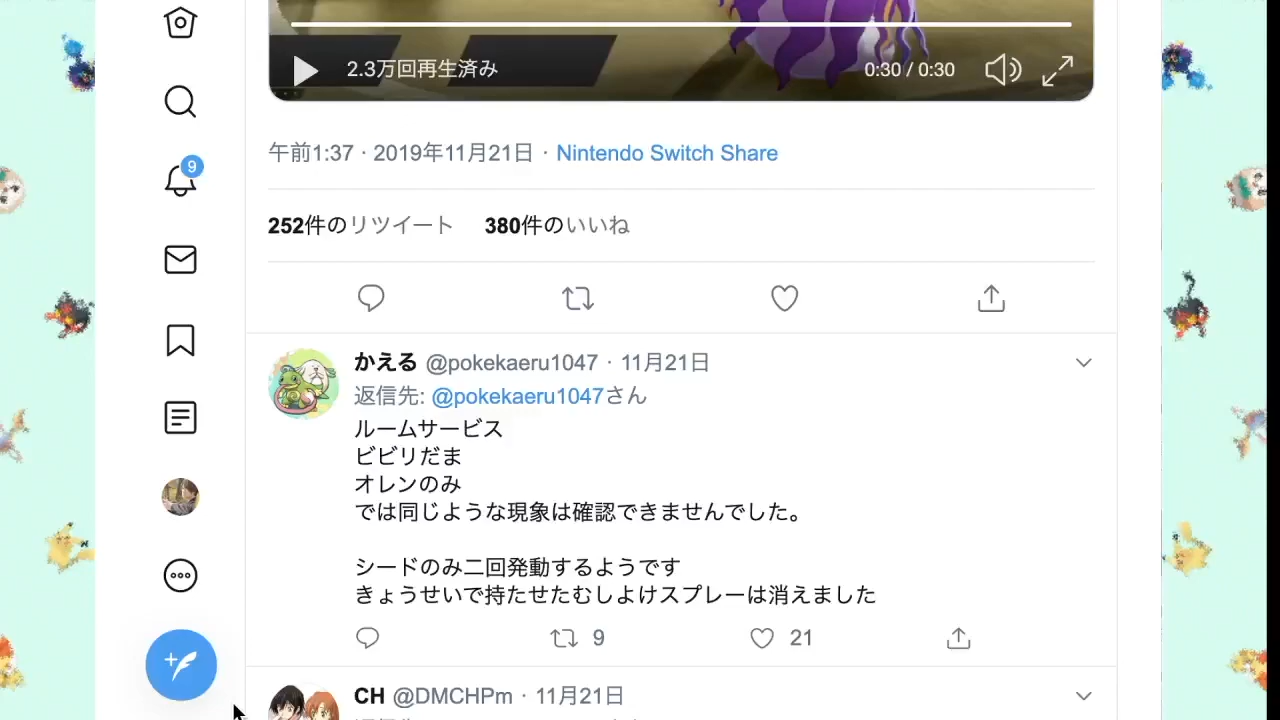 2.3万回再生済み 0:30 / 0:30
午前1:37 · 2019年11月21日 · Nintendo Switch Share
252件のリツイート 380件のいいね
9
かえる @pokekaeru1047 · 11月21日
返信先: @pokekaeru1047さん
ルームサービス
ビビリだま
オレンのみ
では同じような現象は確認できませんでした。
シードのみ二回発動するようです
きょうせいで持たせたむしよけスプレーは消えました
9 21
CH @DMCHPm · 11月21日